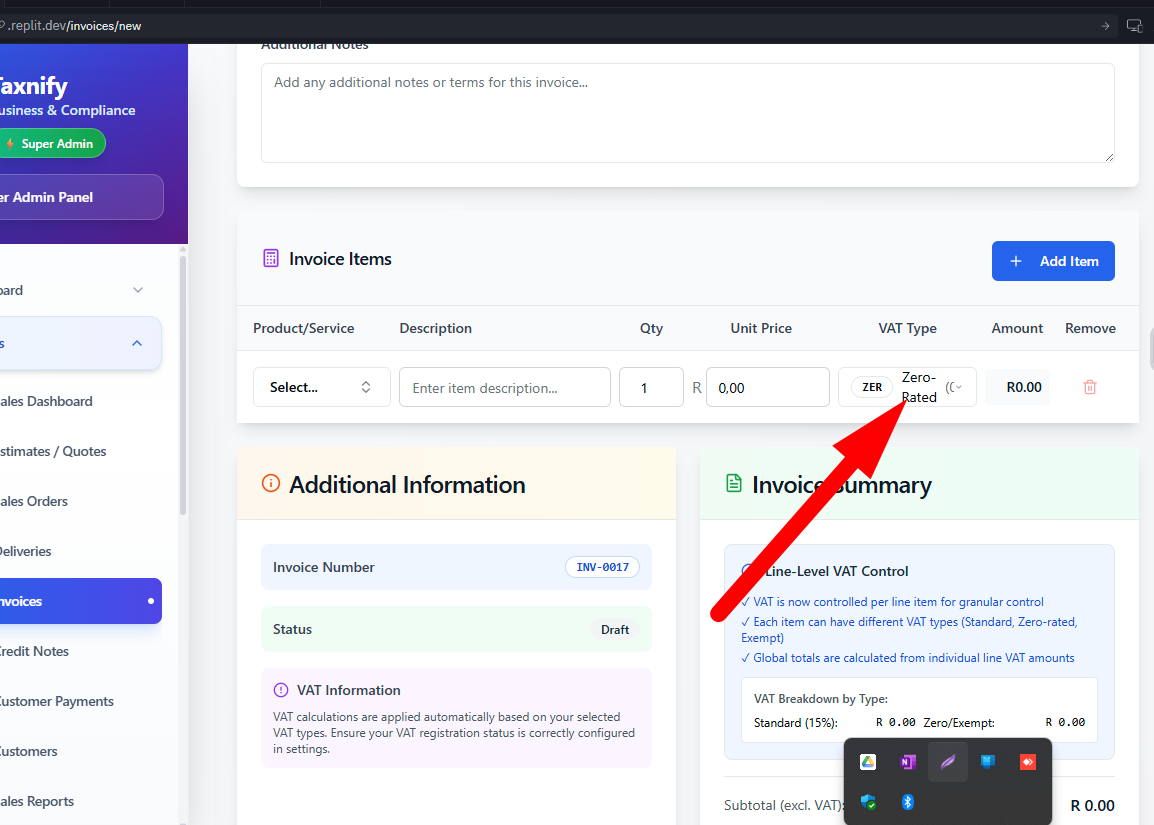 .replit.dev/invoices/new
Additional Notes
Add any additional notes or terms for this invoice...
axnify
usiness & Compliance
Super Admin
er Admin Panel
ard
s
ales Dashboard
stimates / Quotes
ales Orders
Deliveries
nvoices
redit Notes
ustomer Payments
ustomers
ales Reports
Invoice Items
+ Add Item
Product/Service Description Qty Unit Price VAT Type Amount Remove
Select... Enter item description... 1 R 0,00 ZER Zero-Rated ((  R0.00
Additional Information
Invoice Number INV-0017
Status Draft
VAT Information
VAT calculations are applied automatically based on your selected
VAT types. Ensure your VAT registration status is correctly configured
in settings.
Invoice Summary
Line-Level VAT Control
✓ VAT is now controlled per line item for granular control
✓ Each item can have different VAT types (Standard, Zero-rated,
Exempt)
✓ Global totals are calculated from individual line VAT amounts
VAT Breakdown by Type:
Standard (15%): R 0.00 Zero/Exempt: R 0.00
Subtotal (excl. VAT): R 0.00